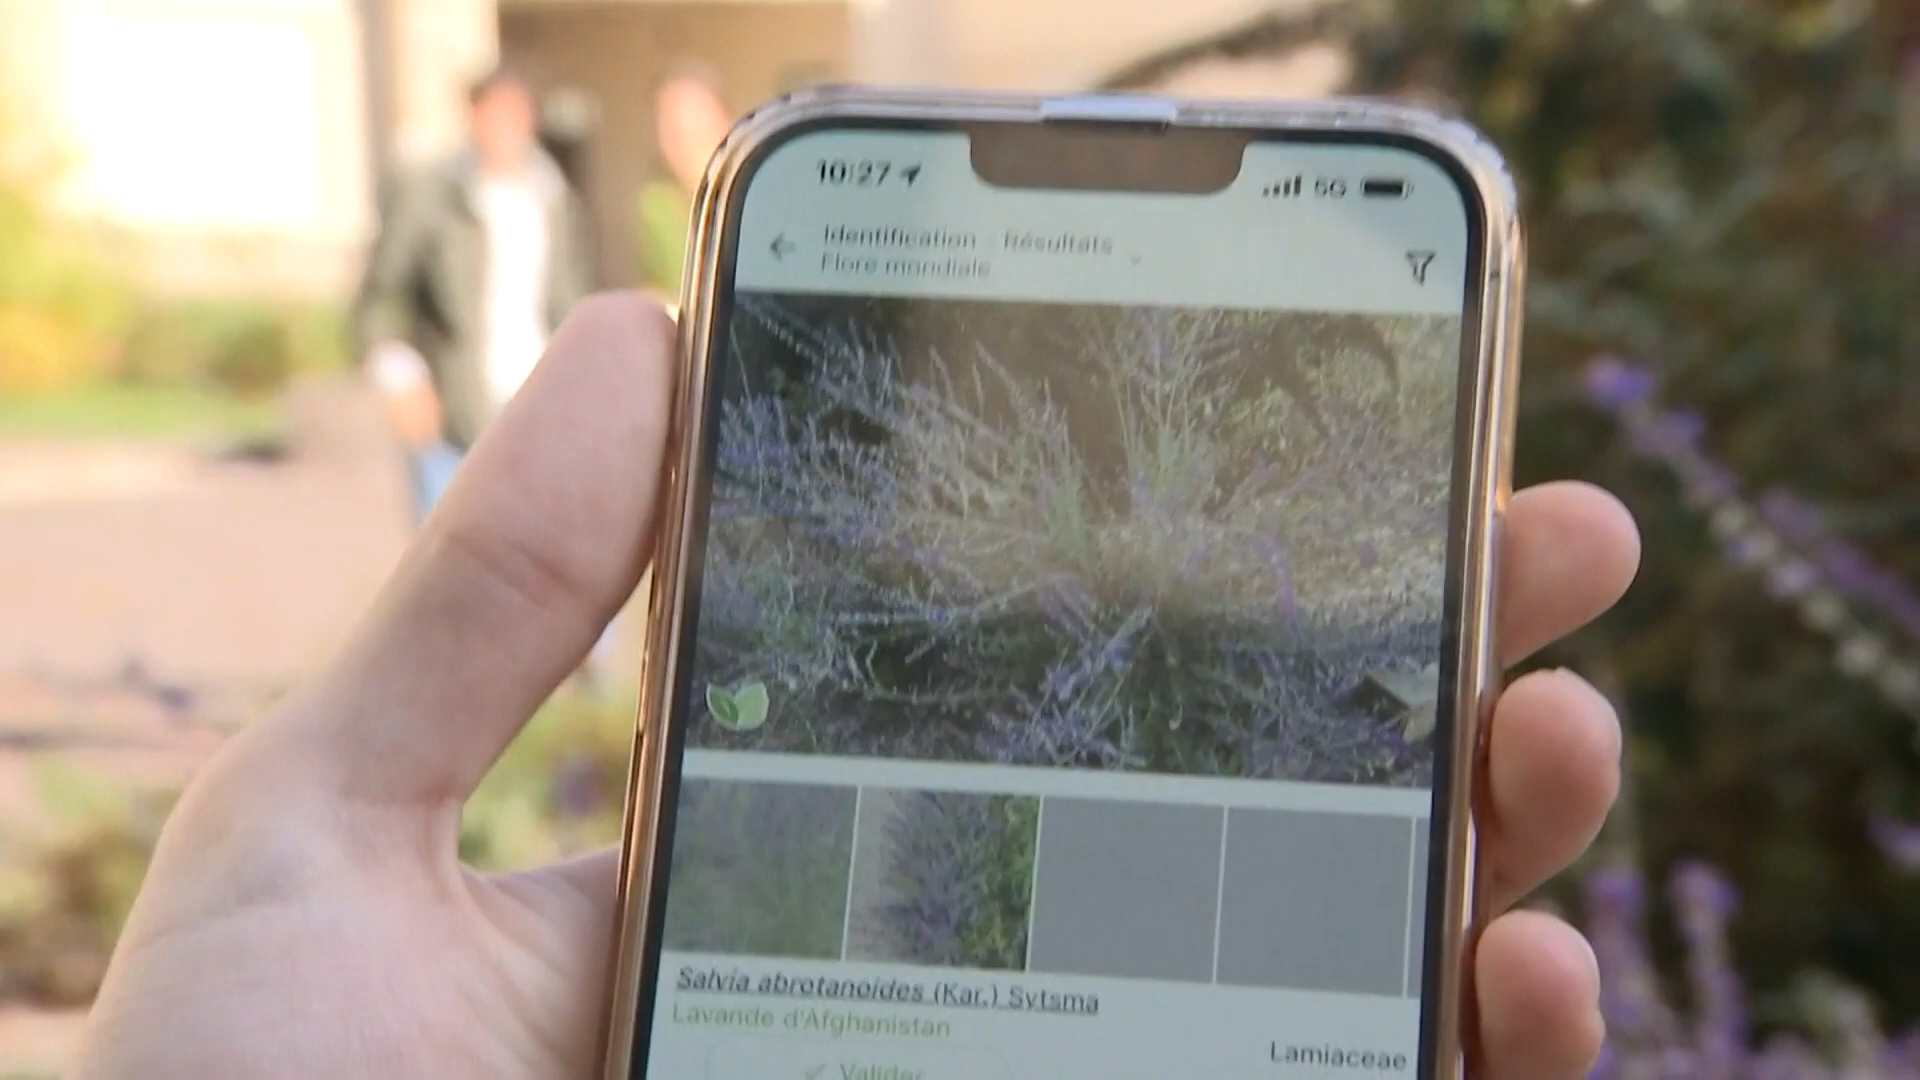 10:27
5G
Identification - Résultats
Flore mondiale
Salvia abrotanoides (Kar.) Sytsma
Lavande d'Afghanistan
Lamiaceae
Valider